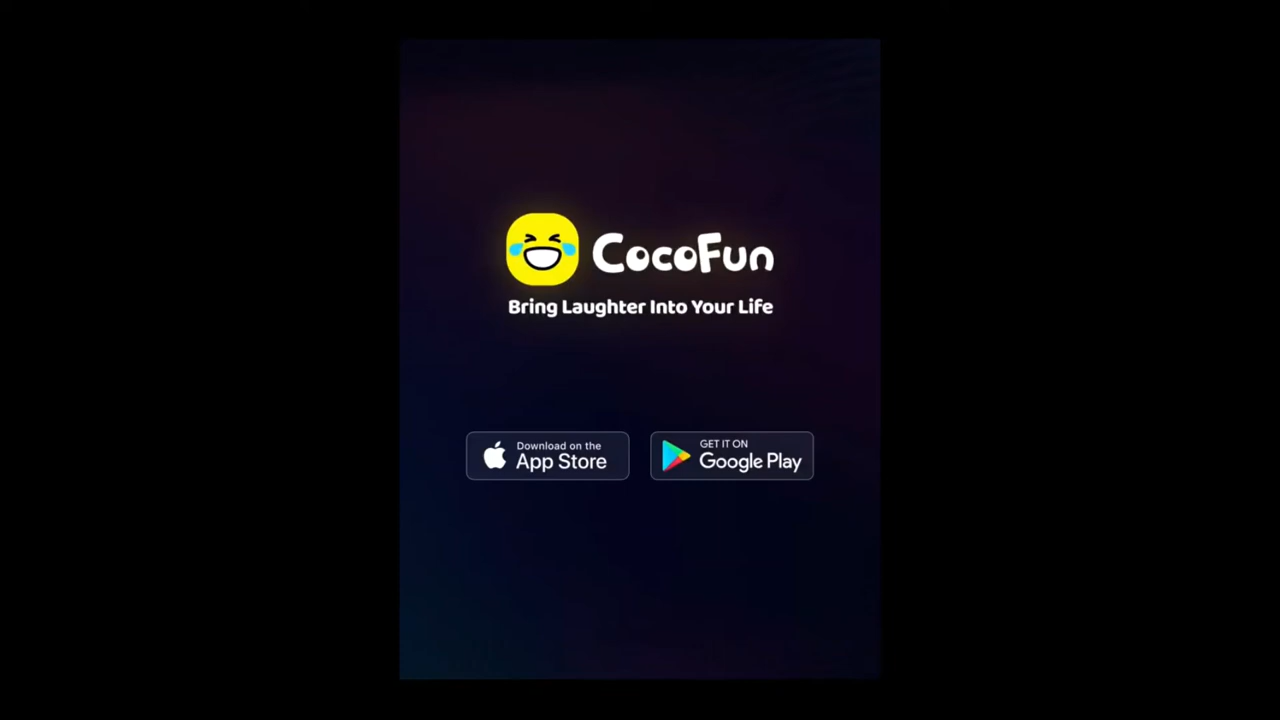 CocoFun
Bring Laughter Into Your Life
Download on the
App Store
GET IT ON
Google Play